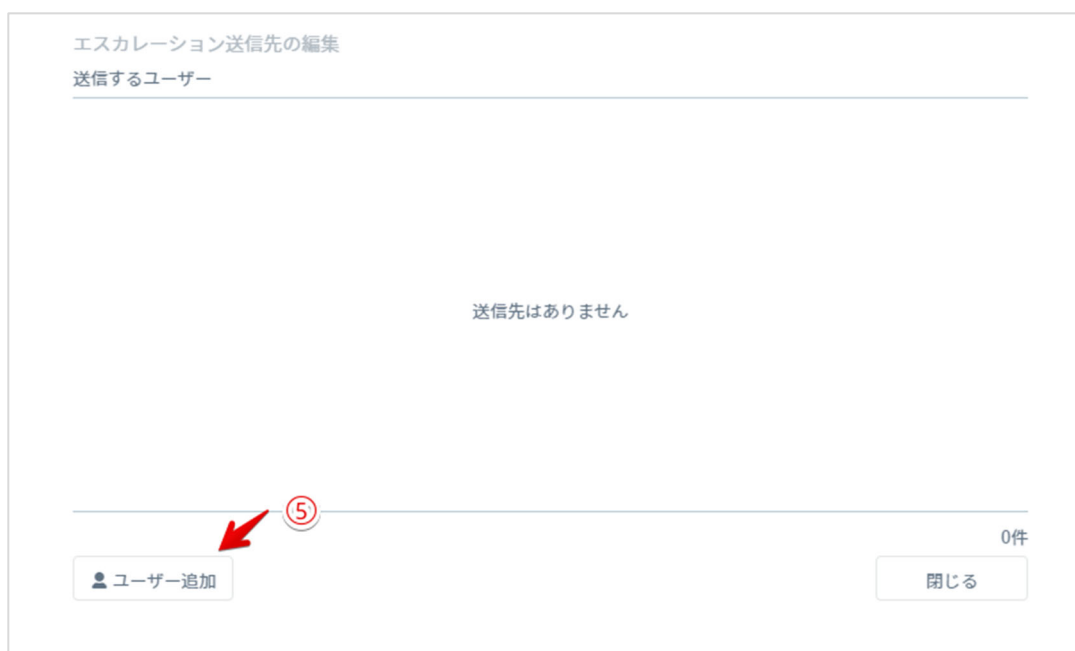 エスカレーション送信先の編集
送信するユーザー
送信先はありません
⑤
0件
ユーザー追加
閉じる